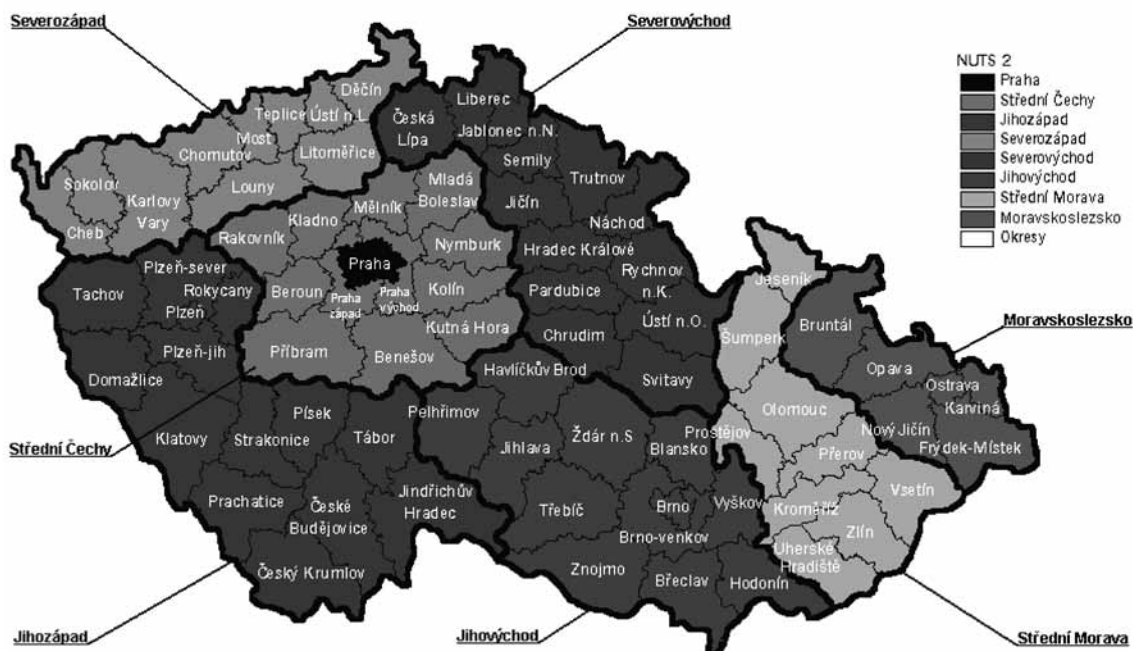 Severozápad
Severovýchod
NUTS 2
Praha
Střední Čechy
Jihozápad
Severozápad
Severovýchod
Jihovýchod
Střední Morava
Moravskoslezsko
Okresy
Děčín
Teplice
Ústí n.L.
Most
Chomutov
Litoměřice
Louny
Sokolov
Karlovy
Vary
Cheb
Česká
Lípa
Liberec
Jablonec n.N.
Semily
Trutnov
Jičín
Náchod
Hradec Králové
Rychnov
n.K.
Pardubice
Ústí n.O.
Chrudim
Svitavy
Mladá
Boleslav
Mělník
Kladno
Rakovník
Nymburk
Praha
Beroun
Praha
západ
Praha
východ
Kolín
Kutná Hora
Příbram
Benešov
Plzeň-sever
Rokycany
Tachov
Plzeň
Plzeň-jih
Domažlice
Klatovy
Písek
Strakonice
Tábor
Prachatice
České
Budějovice
Jindřichův
Hradec
Český Krumlov
Havlíčkův Brod
Pelhřimov
Jihlava
Ždár n.S
Blansko
Třebíč
Brno
Brno-venkov
Vyškov
Znojmo
Břeclav
Hodonín
Jeseník
Šumperk
Olomouc
Prostějov
Přerov
Kroměříž
Vsetín
Zlín
Uherské
Hradiště
Bruntál
Opava
Ostrava
Karviná
Nový Jičín
Frýdek-Místek
Moravskoslezsko
Střední Čechy
Jihozápad
Jihovýchod
Střední Morava